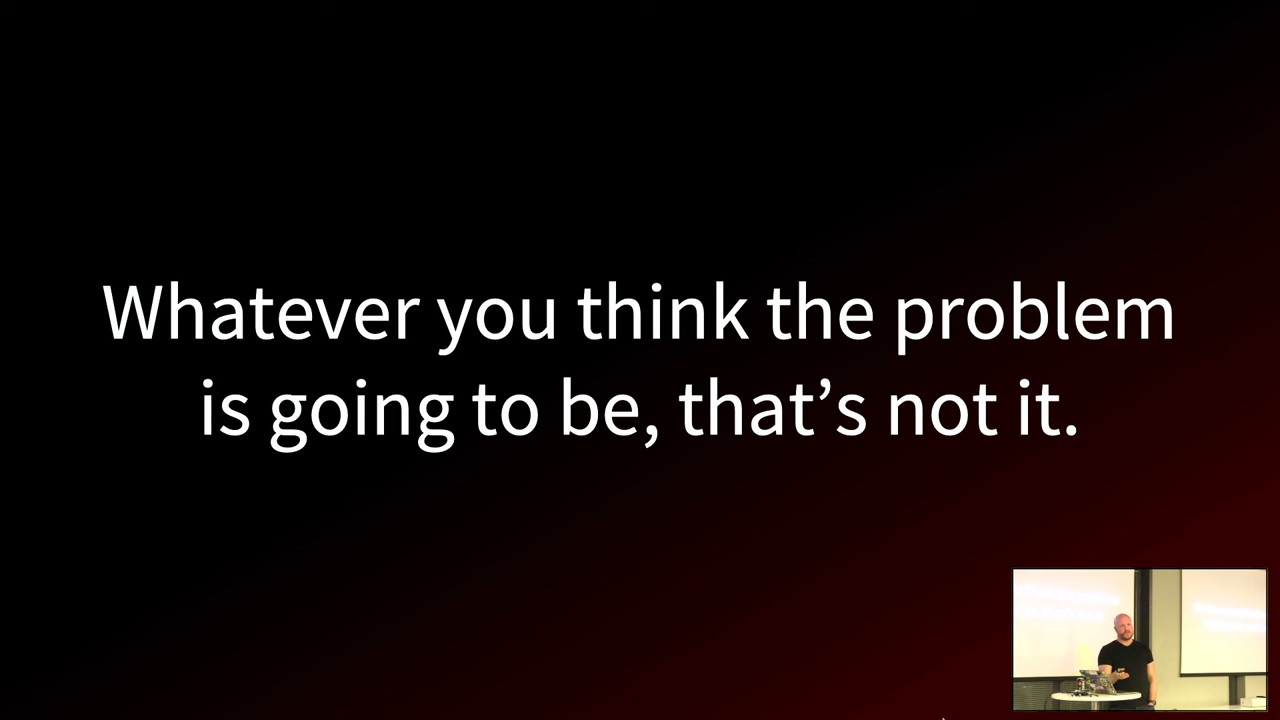 Whatever you think the problem
is going to be, that’s not it.